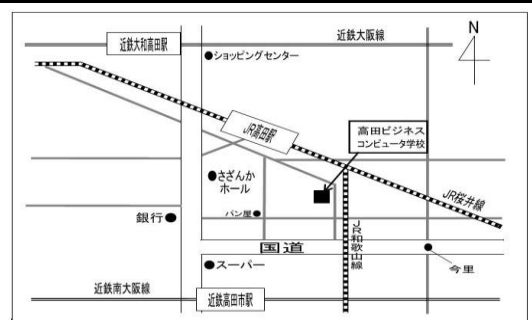 近鉄大和高田駅
近鉄大阪線
N
ショッピングセンター
JR高田駅
高田ビジネス
コンピュータ学校
さざんか
ホール
JR桜井線
銀行
パン屋
JR和歌山線
国道
今里
スーパー
近鉄南大阪線
近鉄高田市駅